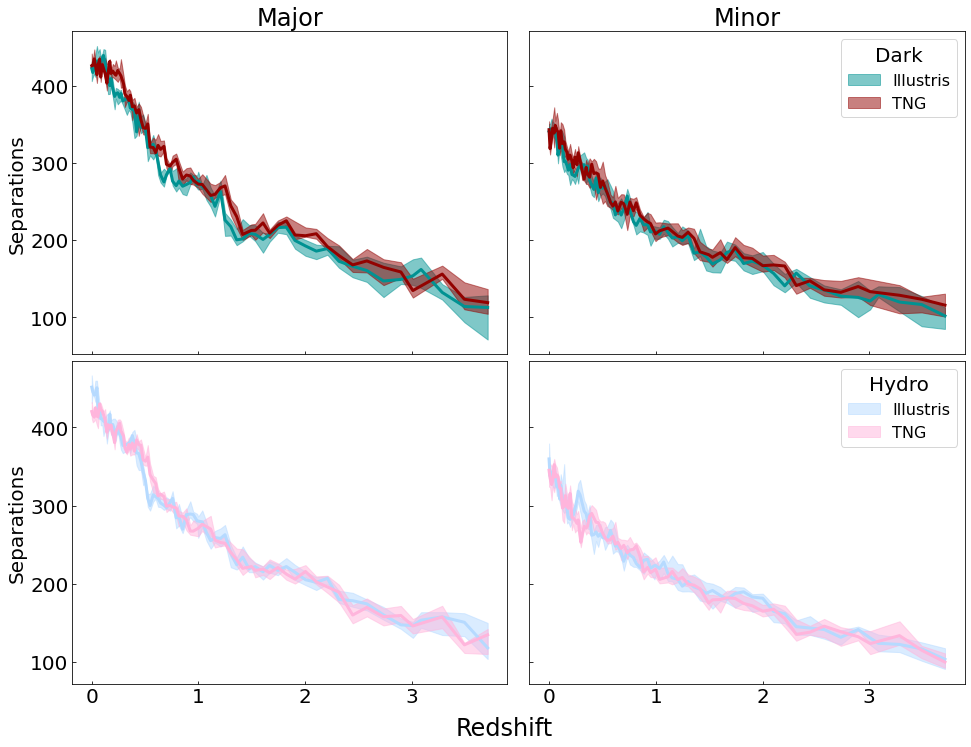 Major
Minor
Separations
400
300
200
100
Dark
Illustris
TNG
Separations
400
300
200
100
Hydro
Illustris
TNG
0 1 2 3
0 1 2 3
Redshift